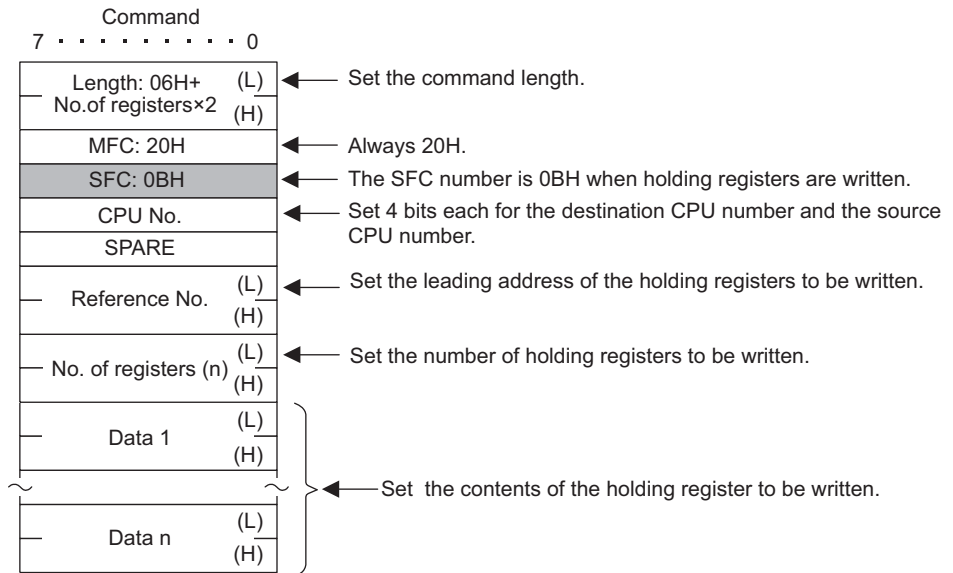 Command
7 · · · · · · · · · 0
Length: 06H+ (L)
No.of registers×2 (H)
Set the command length.
MFC: 20H
Always 20H.
SFC: 0BH
The SFC number is 0BH when holding registers are written.
CPU No.
Set 4 bits each for the destination CPU number and the source
CPU number.
SPARE
Reference No. (L)
(H)
Set the leading address of the holding registers to be written.
No. of registers (n) (L)
(H)
Set the number of holding registers to be written.
Data 1 (L)
(H)
Set the contents of the holding register to be written.
Data n (L)
(H)